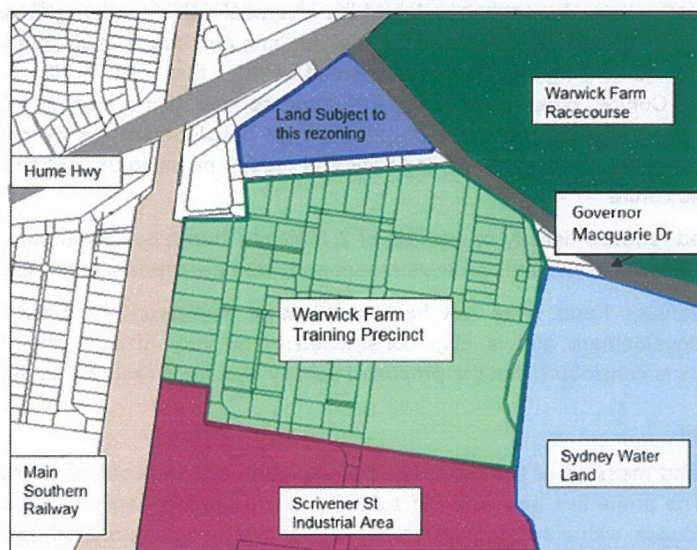 Land Subject to
this rezoning
Warwick Farm
Racecourse
Hume Hwy
Governor
Macquarie Dr
Warwick Farm
Training Precinct
Sydney Water
Land
Main
Southern
Railway
Scrivener St
Industrial Area